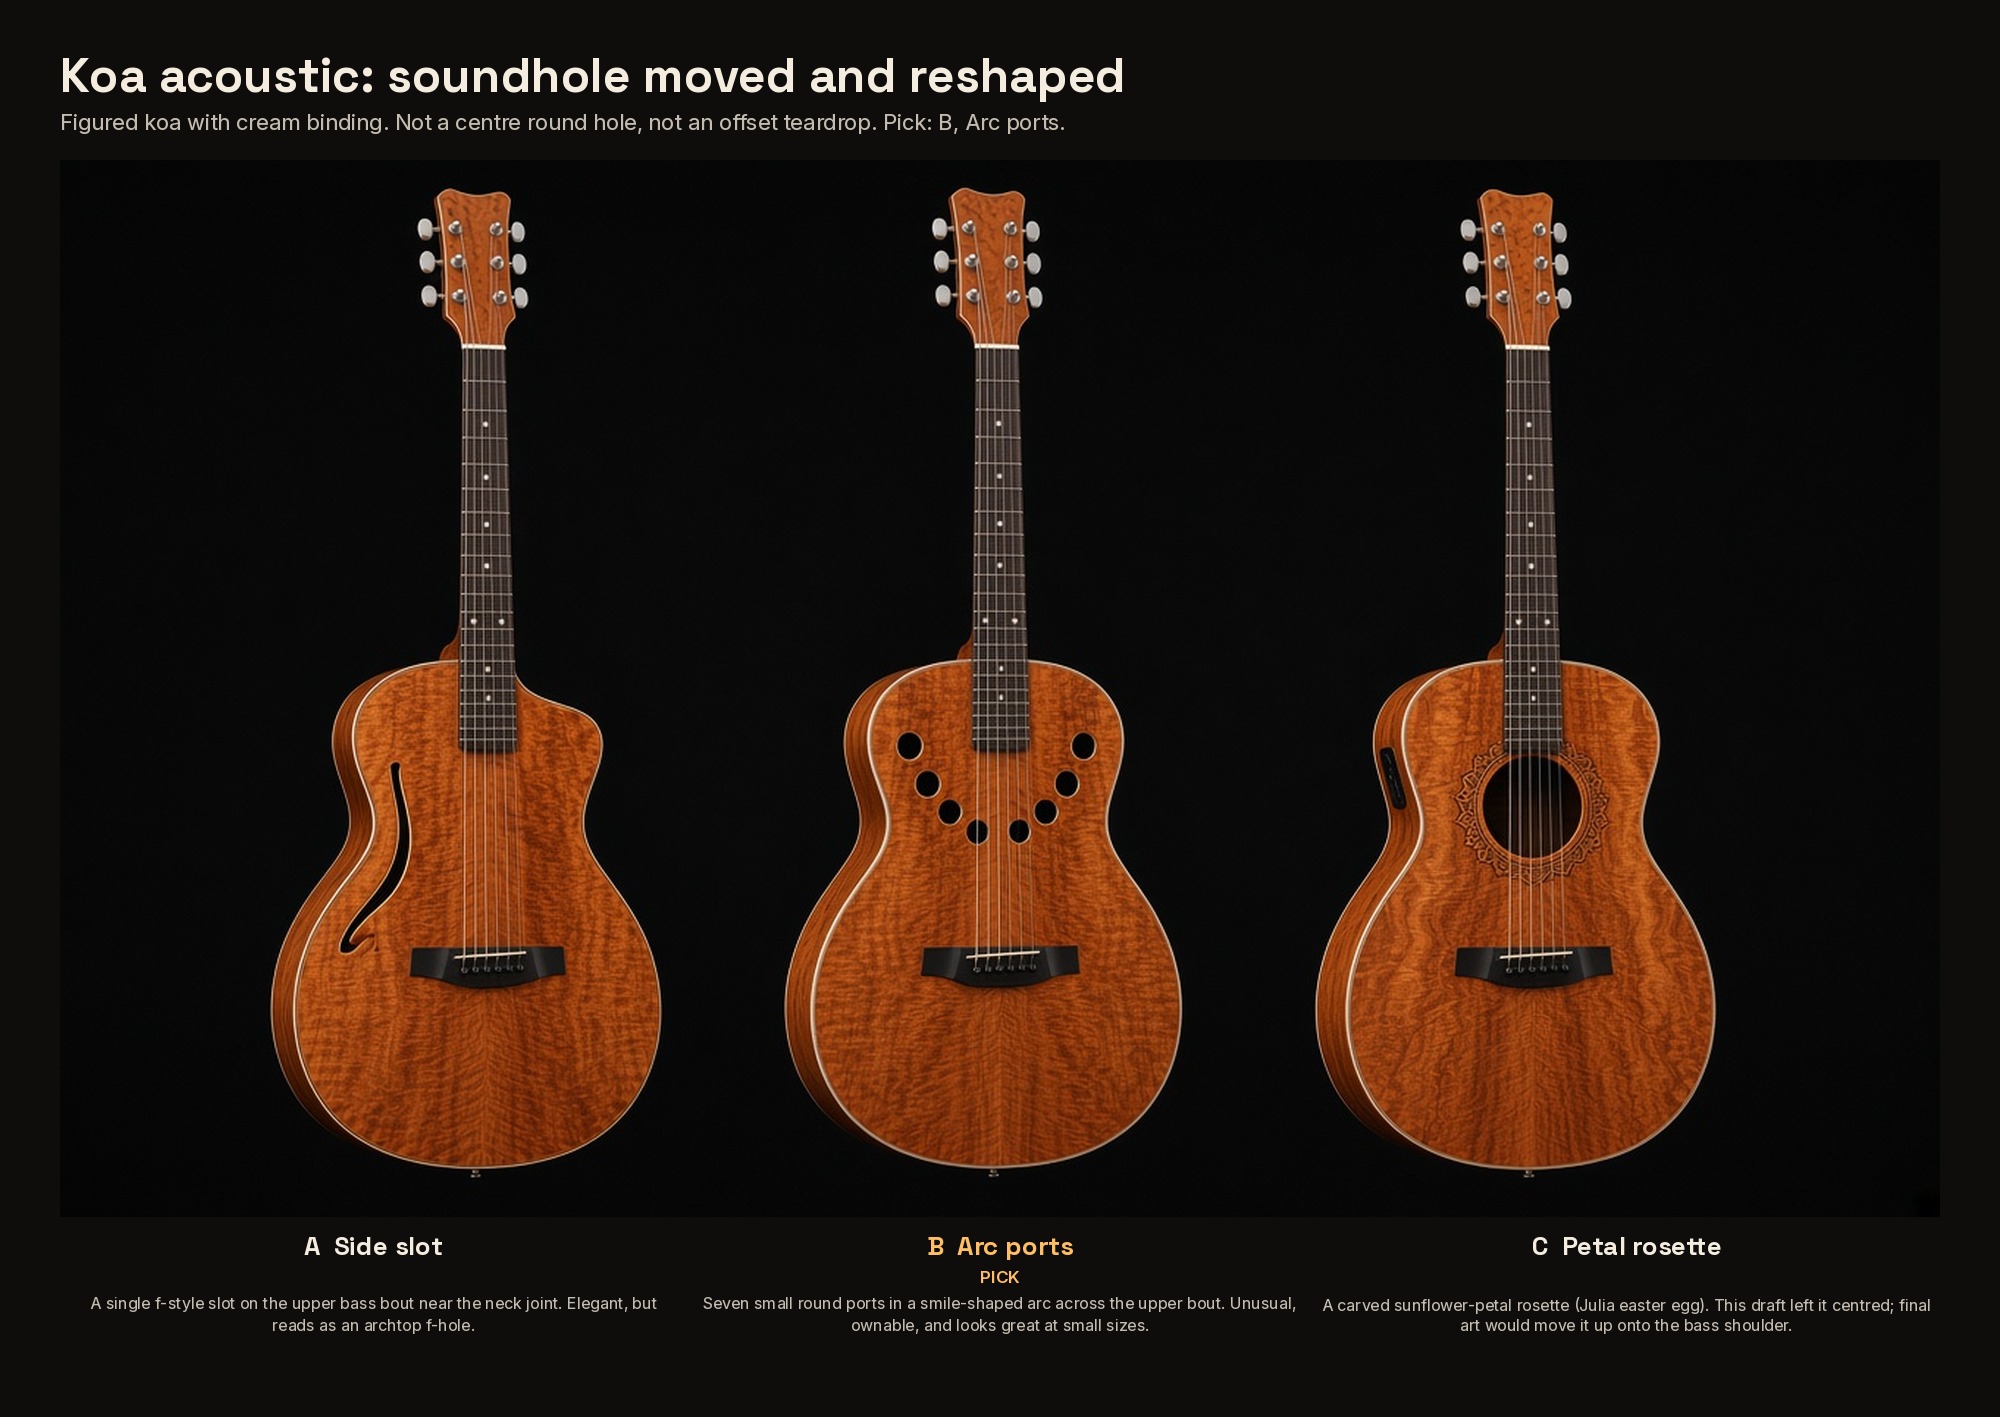 Koa acoustic: soundhole moved and reshaped
Figured koa with cream binding. Not a centre round hole, not an offset teardrop. Pick: B, Arc ports.
A Side slot
A single f-style slot on the upper bass bout near the neck joint. Elegant, but
reads as an archtop f-hole.
B Arc ports
PICK
Seven small round ports in a smile-shaped arc across the upper bout. Unusual,
ownable, and looks great at small sizes.
C Petal rosette
A carved sunflower-petal rosette (Julia easter egg). This draft left it centred; final
art would move it up onto the bass shoulder.